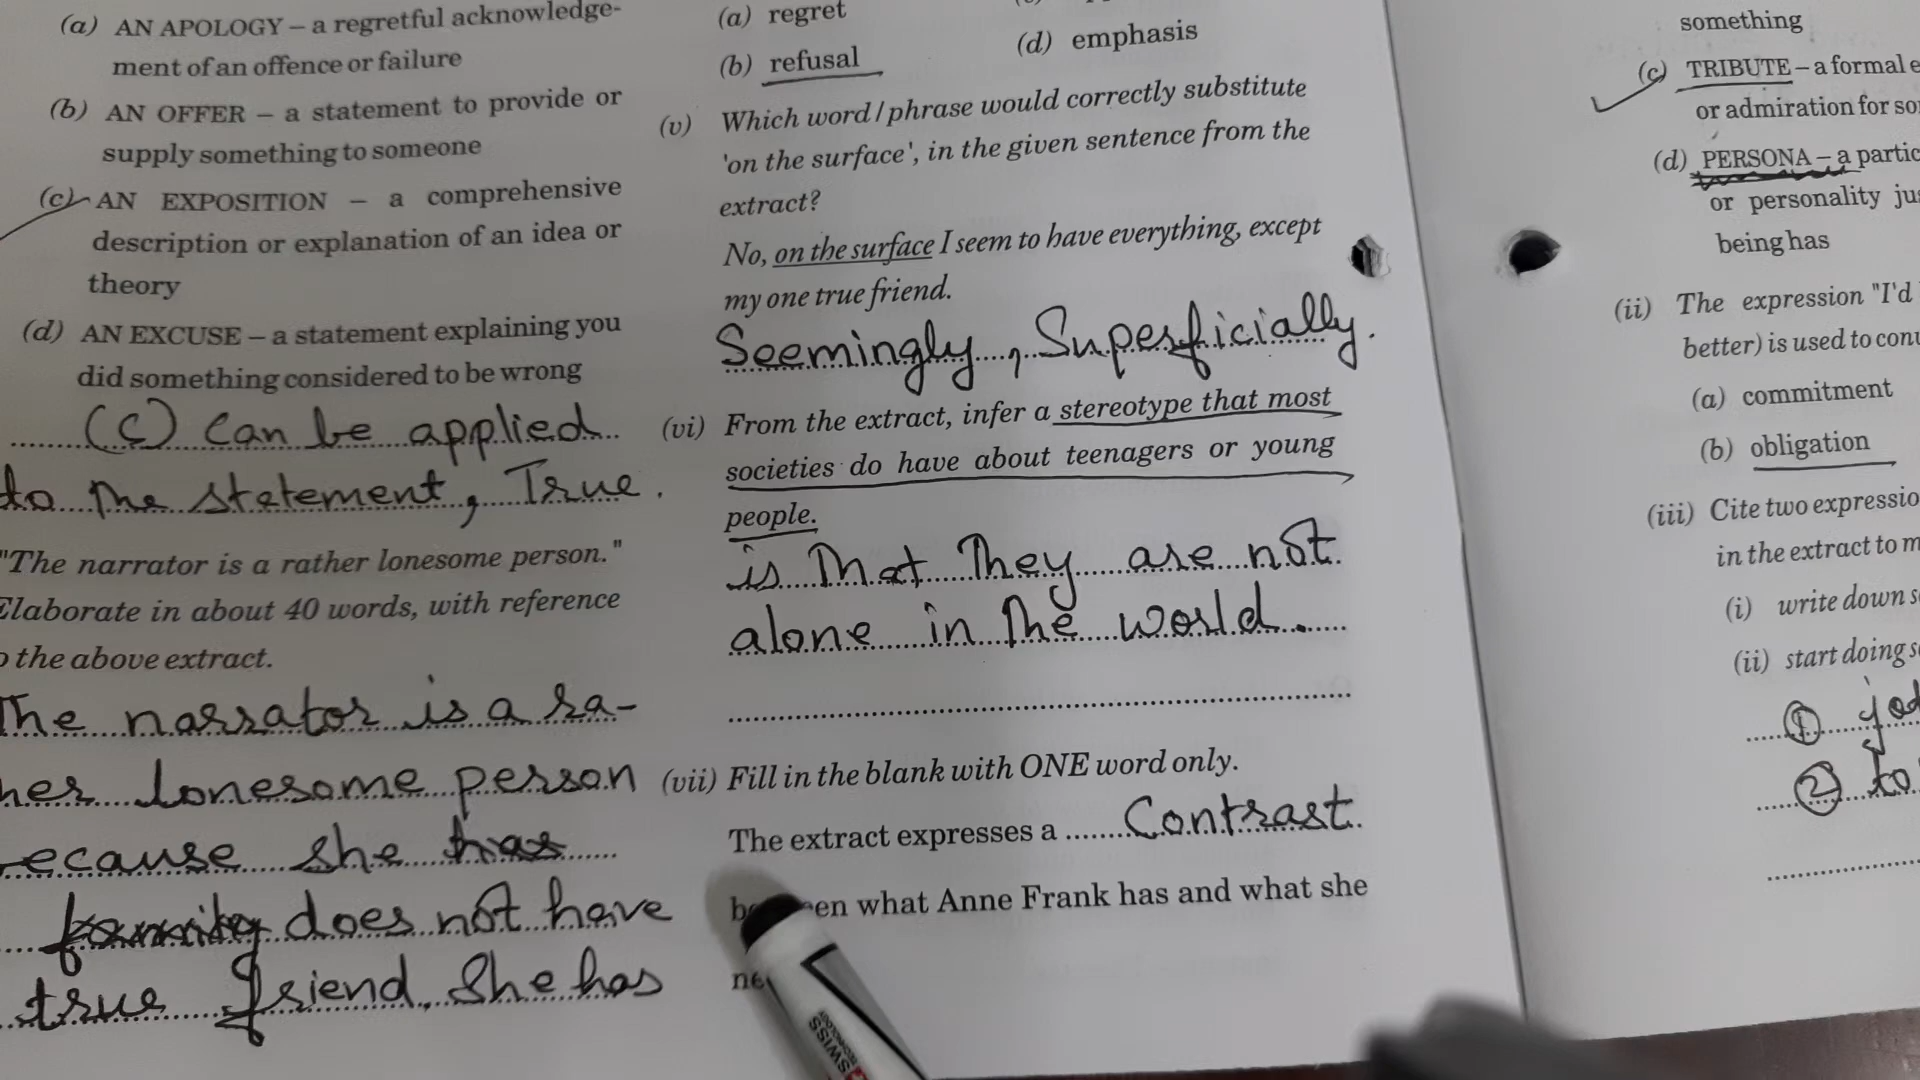 (a) AN APOLOGY – a regretful acknowledge-
ment of an offence or failure
(b) AN OFFER – a statement to provide or
supply something to someone
(c) AN EXPOSITION – a comprehensive
description or explanation of an idea or
theory
(d) AN EXCUSE – a statement explaining you
did something considered to be wrong
(c) can be applied
to the statement, True.
"The narrator is a rather lonesome person."
Elaborate in about 40 words, with reference
the above extract.
The narrator is a ra-
her lonesome person
ecause she has
does not have
true friend. She has
(a) regret
(b) refusal
(d) emphasis
(v) Which word / phrase would correctly substitute
'on the surface', in the given sentence from the
extract?
No, on the surface I seem to have everything, except
my one true friend.
Seemingly, Superficially.
(vi) From the extract, infer a stereotype that most
societies do have about teenagers or young
people.
is that they are not
alone in the world.
(vii) Fill in the blank with ONE word only.
The extract expresses a ...... Contrast
een what Anne Frank has and what she
something
(c) TRIBUTE – a formal
or admiration for
(d) PERSONA – a
or personality
being has
(ii) The expression "I'd
better) is used to
(a) commitment
(b) obligation
(iii) Cite two
in the extract to
(i) write down
(ii) start doing
①
② to